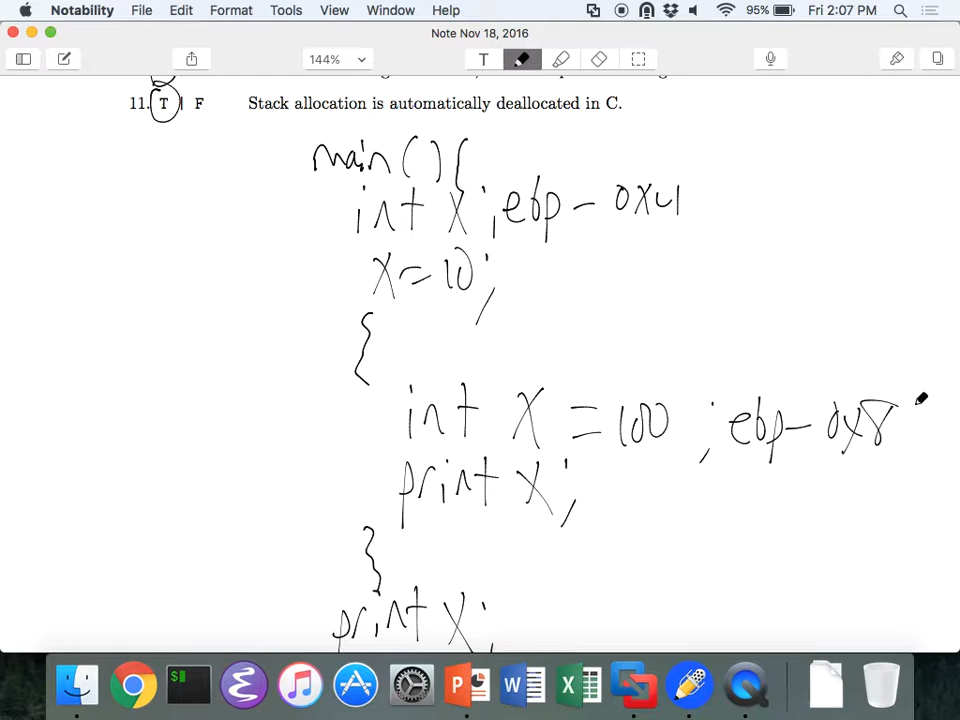 Notability File Edit Format Tools View Window Help 95% Fri 2:07 PM
Note Nov 18, 2016
144% T
11. T | F Stack allocation is automatically deallocated in C.
main () {
int x ; ebp - 0x4
x = 10 ;
{
int x = 100 ; ebp - 0x8
print x ;
}
print x ;